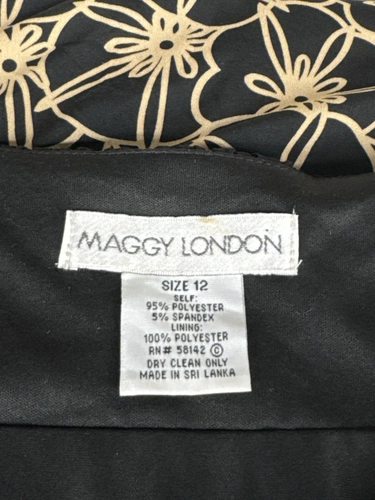 MAGGY LONDON
SIZE 12
SELF:
95% POLYESTER
5% SPANDEX
LINING:
100% POLYESTER
RN# 58142 ©
DRY CLEAN ONLY
MADE IN SRI LANKA